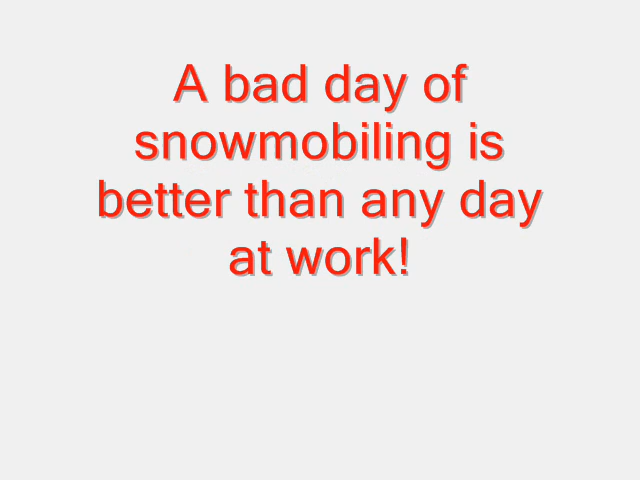 A bad day of
snowmobiling is
better than any day
at work!